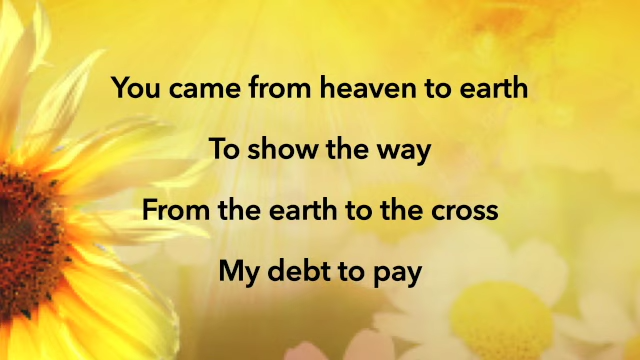 You came from heaven to earth
To show the way
From the earth to the cross
My debt to pay